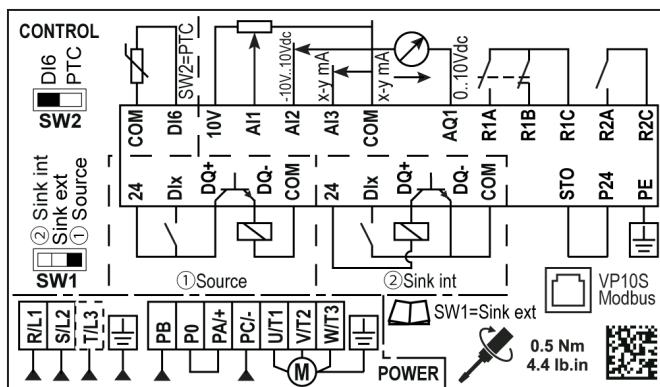 CONTROL
DI6
PTC
SW2
SW2=PTC
-10V..10Vdc
x-y mA
x-y mA
0..10Vdc
COM
DI6
10V
AI1
AI2
AI3
COM
AQ1
R1A
R1B
R1C
R2A
R2C
24
DIx
DQ+
DQ-
COM
24
DIx
DQ+
DQ-
COM
STO
P24
PE
② Sink int
Sink ext
① Source
SW1
①Source
②Sink int
VP10S
Modbus
SW1=Sink ext
R/L1
S/L2
T/L3
PB
P0
PA/+
PC/-
U/T1
V/T2
W/T3
M
POWER
0.5 Nm
4.4 lb.in